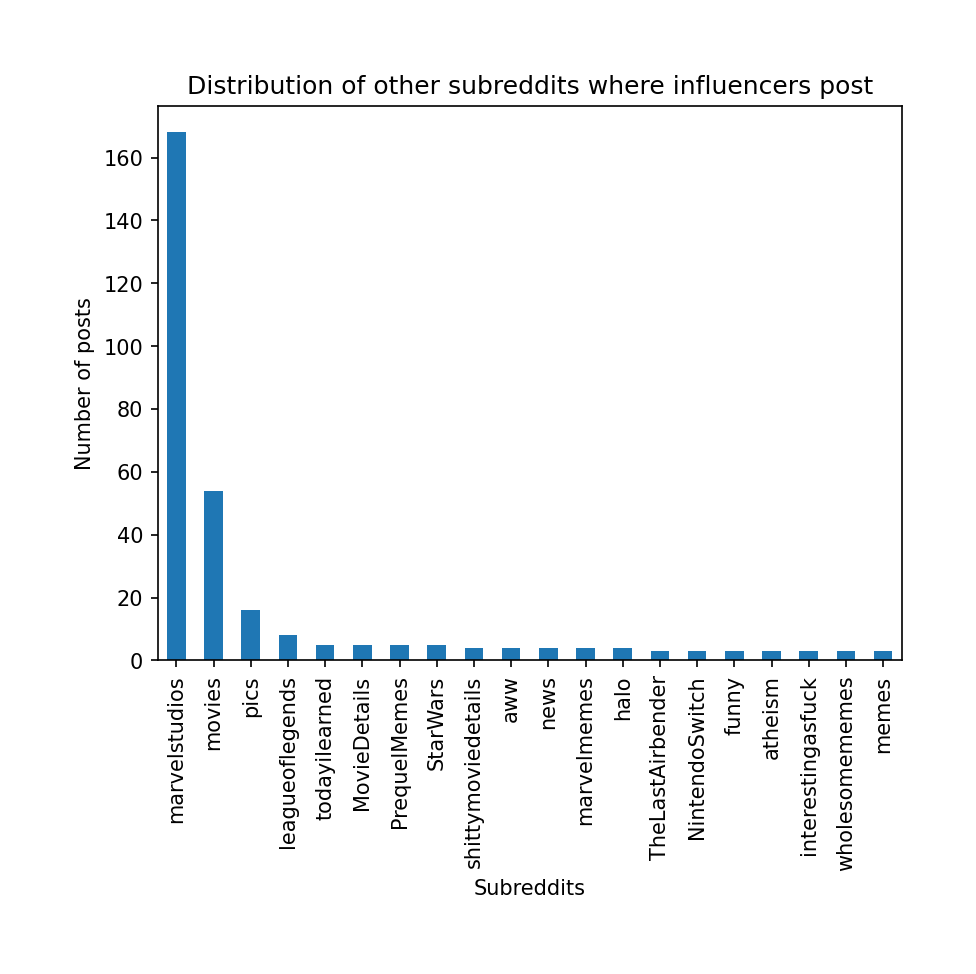 Distribution of other subreddits where influencers post
160
140
120
100
80
60
40
20
0
Number of posts
marvelstudios
movies
pics
leagueoflegends
todayilearned
MovieDetails
PrequelMemes
StarWars
shittymoviedetails
aww
news
marvelmemes
halo
TheLastAirbender
NintendoSwitch
funny
atheism
interestingasfuck
wholesomememes
memes
Subreddits